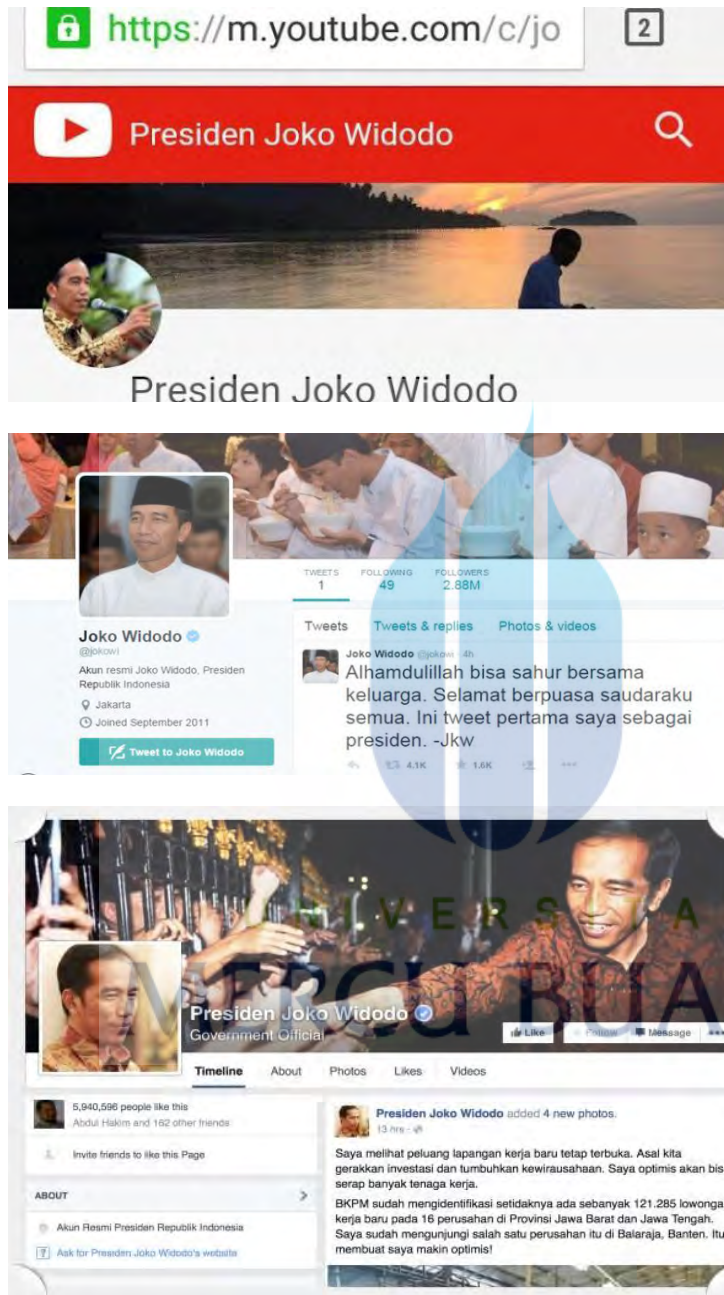 https://m.youtube.com/c/jo
2
Presiden Joko Widodo
Presiden Joko Widodo
TWEETS FOLLOWING FOLLOWERS
1 49 2.88M
Tweets Tweets & replies Photos & videos
Joko Widodo
@jokowi
Akun resmi Joko Widodo, Presiden
Republik Indonesia
Jakarta
Joined September 2011
Tweet to Joko Widodo
Joko Widodo @jokowi · 4h
Alhamdulillah bisa sahur bersama
keluarga. Selamat berpuasa saudaraku
semua. Ini tweet pertama saya sebagai
presiden. -Jkw
4.1K 1.6K
UNIVERSITA
MERCU BUA
Presiden Joko Widodo
Government Official
Like Follow Message
Timeline About Photos Likes Videos
5,940,596 people like this
Abdul Hakim and 162 other friends
Invite friends to like this Page
ABOUT
Akun Resmi Presiden Republik Indonesia
Ask for Presiden Joko Widodo's website
Presiden Joko Widodo added 4 new photos.
13 hrs
Saya melihat peluang lapangan kerja baru tetap terbuka. Asal kita
gerakkan investasi dan tumbuhkan kewirausahaan. Saya optimis akan bis
serap banyak tenaga kerja.
BKPM sudah mengidentifikasi setidaknya ada sebanyak 121.285 lowonga
kerja baru pada 16 perusahan di Provinsi Jawa Barat dan Jawa Tengah.
Saya sudah mengunjungi salah satu perusahan itu di Balaraja, Banten. Itu
membuat saya makin optimis!